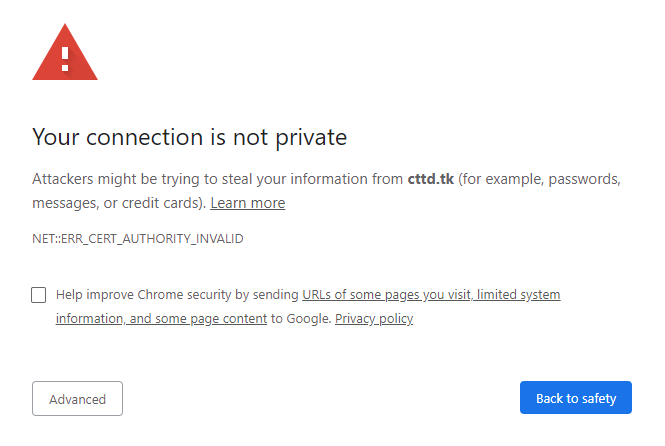 Your connection is not private
Attackers might be trying to steal your information from cttd.tk (for example, passwords,
messages, or credit cards). Learn more
NET::ERR_CERT_AUTHORITY_INVALID
Help improve Chrome security by sending URLs of some pages you visit, limited system
information, and some page content to Google. Privacy policy
Advanced
Back to safety